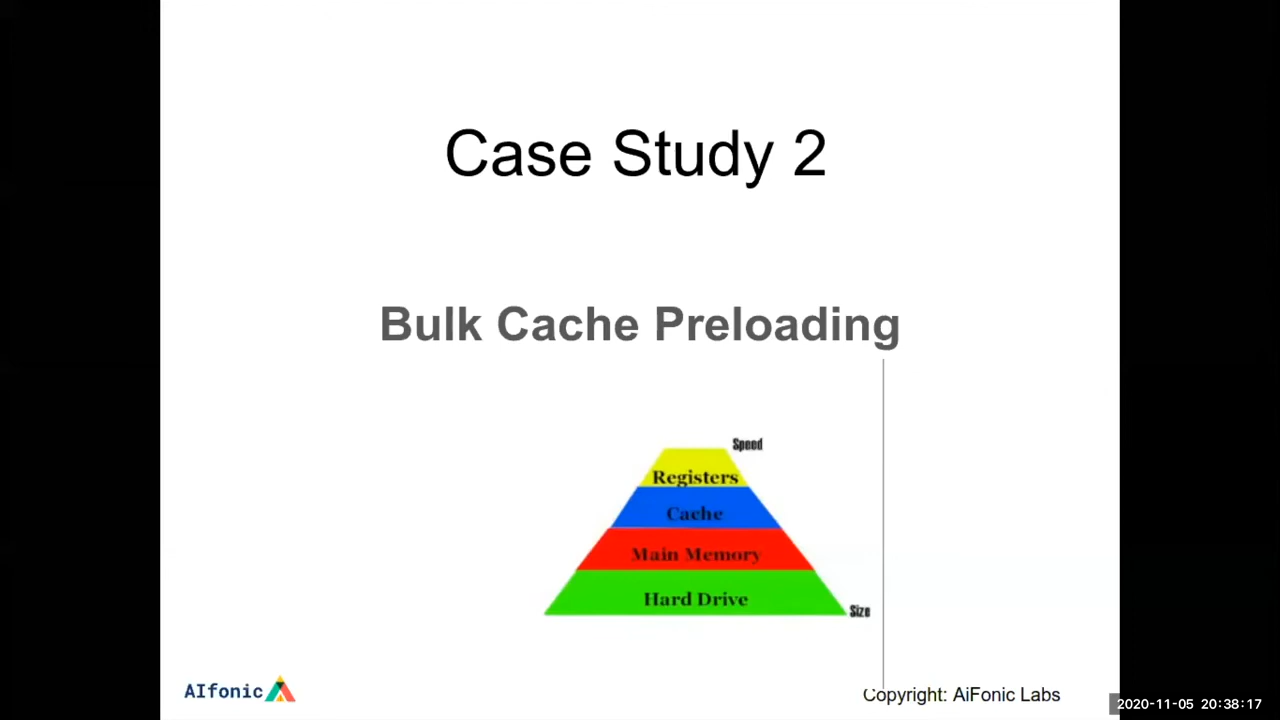 Case Study 2
Bulk Cache Preloading
Speed
Registers
Cache
Main Memory
Hard Drive
Size
AIfonic
Copyright: AiFonic Labs
2020-11-05 20:38:17